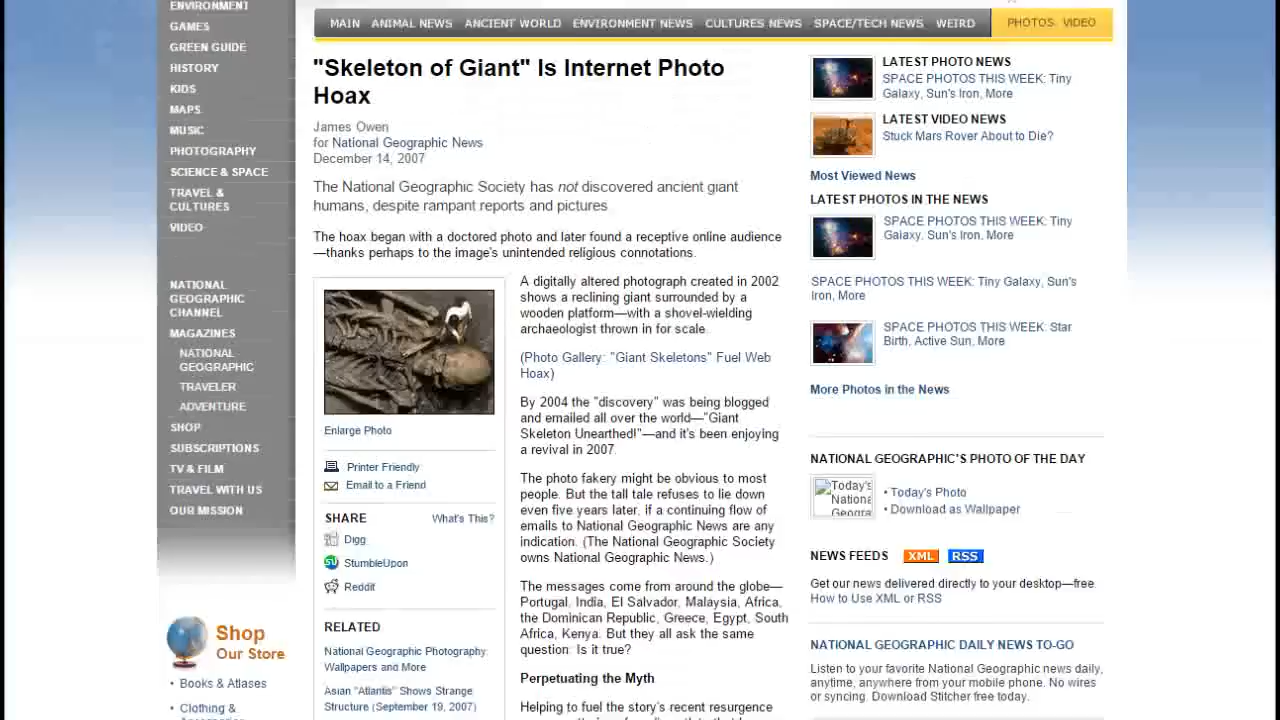 ENVIRONMENT
GAMES
GREEN GUIDE
HISTORY
KIDS
MAPS
MUSIC
PHOTOGRAPHY
SCIENCE & SPACE
TRAVEL &
CULTURES
VIDEO
NATIONAL
GEOGRAPHIC
CHANNEL
MAGAZINES
NATIONAL
GEOGRAPHIC
TRAVELER
ADVENTURE
SHOP
SUBSCRIPTIONS
TV & FILM
TRAVEL WITH US
OUR MISSION
Shop
Our Store
• Books & Atlases
• Clothing &
MAIN ANIMAL NEWS ANCIENT WORLD ENVIRONMENT NEWS CULTURES NEWS SPACE/TECH NEWS WEIRD PHOTOS VIDEO
"Skeleton of Giant" Is Internet Photo
Hoax
James Owen
for National Geographic News
December 14, 2007
The National Geographic Society has not discovered ancient giant
humans, despite rampant reports and pictures.
The hoax began with a doctored photo and later found a receptive online audience
—thanks perhaps to the image's unintended religious connotations.
Enlarge Photo
Printer Friendly
Email to a Friend
SHARE What's This?
Digg
StumbleUpon
Reddit
RELATED
National Geographic Photography:
Wallpapers and More
Asian "Atlantis" Shows Strange
Structure (September 19, 2007)
A digitally altered photograph created in 2002
shows a reclining giant surrounded by a
wooden platform—with a shovel-wielding
archaeologist thrown in for scale.
(Photo Gallery: "Giant Skeletons" Fuel Web
Hoax)
By 2004 the "discovery" was being blogged
and emailed all over the world—"Giant
Skeleton Unearthed!"—and it's been enjoying
a revival in 2007.
The photo fakery might be obvious to most
people. But the tall tale refuses to lie down
even five years later, if a continuing flow of
emails to National Geographic News are any
indication. (The National Geographic Society
owns National Geographic News.)
The messages come from around the globe—
Portugal, India, El Salvador, Malaysia, Africa,
the Dominican Republic, Greece, Egypt, South
Africa, Kenya. But they all ask the same
question: Is it true?
Perpetuating the Myth
Helping to fuel the story's recent resurgence
LATEST PHOTO NEWS
SPACE PHOTOS THIS WEEK: Tiny
Galaxy, Sun's Iron, More
LATEST VIDEO NEWS
Stuck Mars Rover About to Die?
Most Viewed News
LATEST PHOTOS IN THE NEWS
SPACE PHOTOS THIS WEEK: Tiny
Galaxy, Sun's Iron, More
SPACE PHOTOS THIS WEEK: Tiny Galaxy, Sun's
Iron, More
SPACE PHOTOS THIS WEEK: Star
Birth, Active Sun, More
More Photos in the News
NATIONAL GEOGRAPHIC'S PHOTO OF THE DAY
Today's
Nationa
Geogra
• Today's Photo
• Download as Wallpaper
NEWS FEEDS XML RSS
Get our news delivered directly to your desktop—free.
How to Use XML or RSS
NATIONAL GEOGRAPHIC DAILY NEWS TO-GO
Listen to your favorite National Geographic news daily,
anytime, anywhere from your mobile phone. No wires
or syncing. Download Stitcher free today.